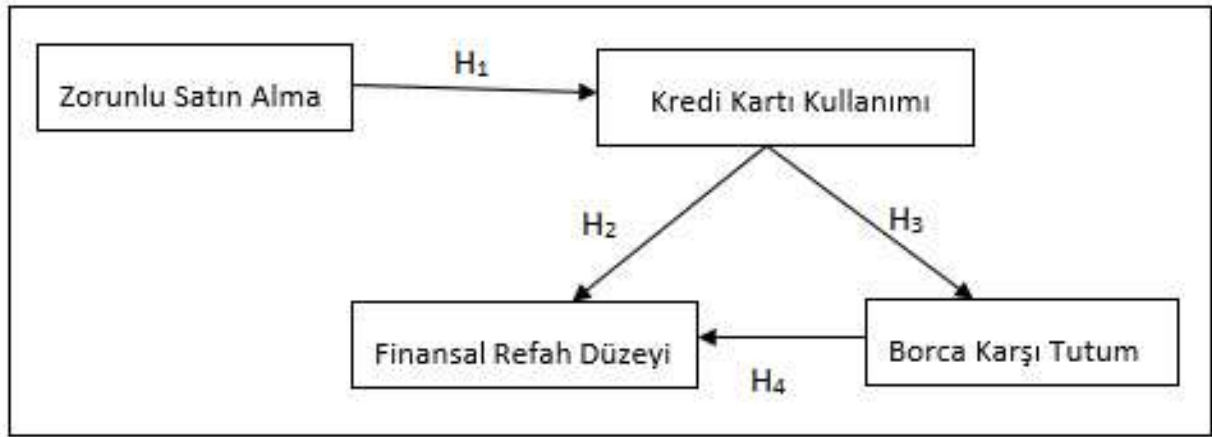 Zorunlu Satın Alma
H₁
Kredi Kartı Kullanımı
H₂
H₃
Finansal Refah Düzeyi
H₄
Borca Karşı Tutum